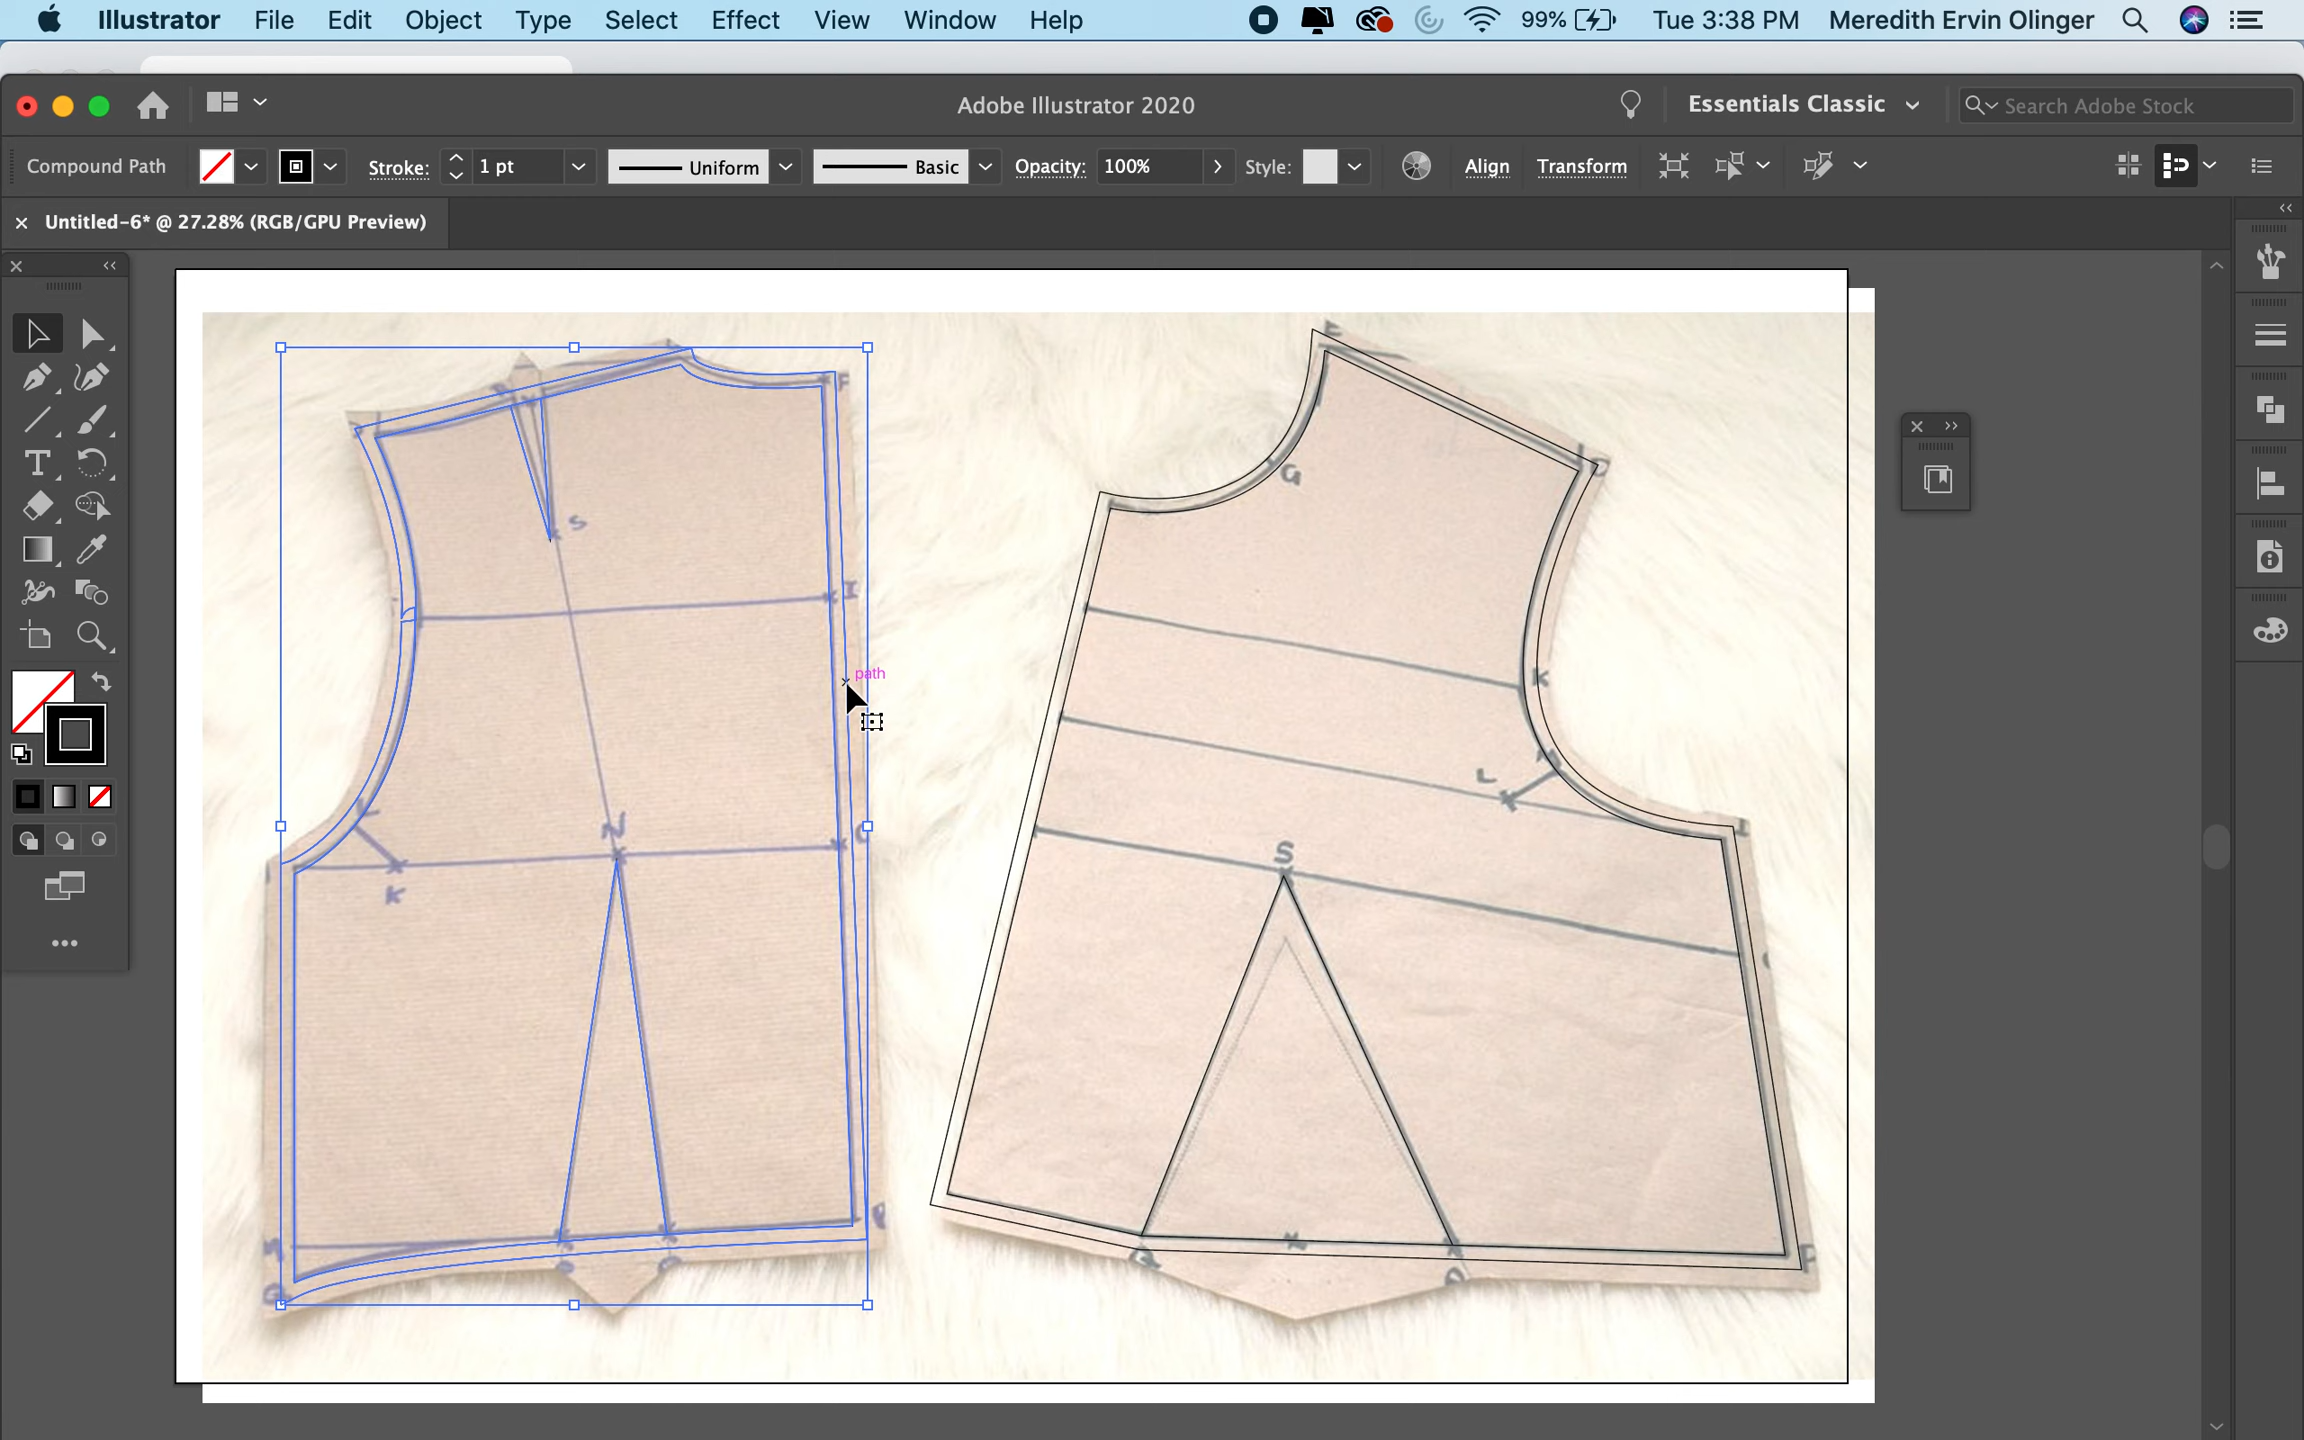 Illustrator File Edit Object Type Select Effect View Window Help 99% Tue 3:38 PM Meredith Ervin Olinger
Adobe Illustrator 2020 Essentials Classic Search Adobe Stock
Compound Path Stroke: 1 pt Uniform Basic Opacity: 100% Style: Align Transform
Untitled-6* @ 27.28% (RGB/GPU Preview)
E
G
S
I
path
K
L
N
S
K
P